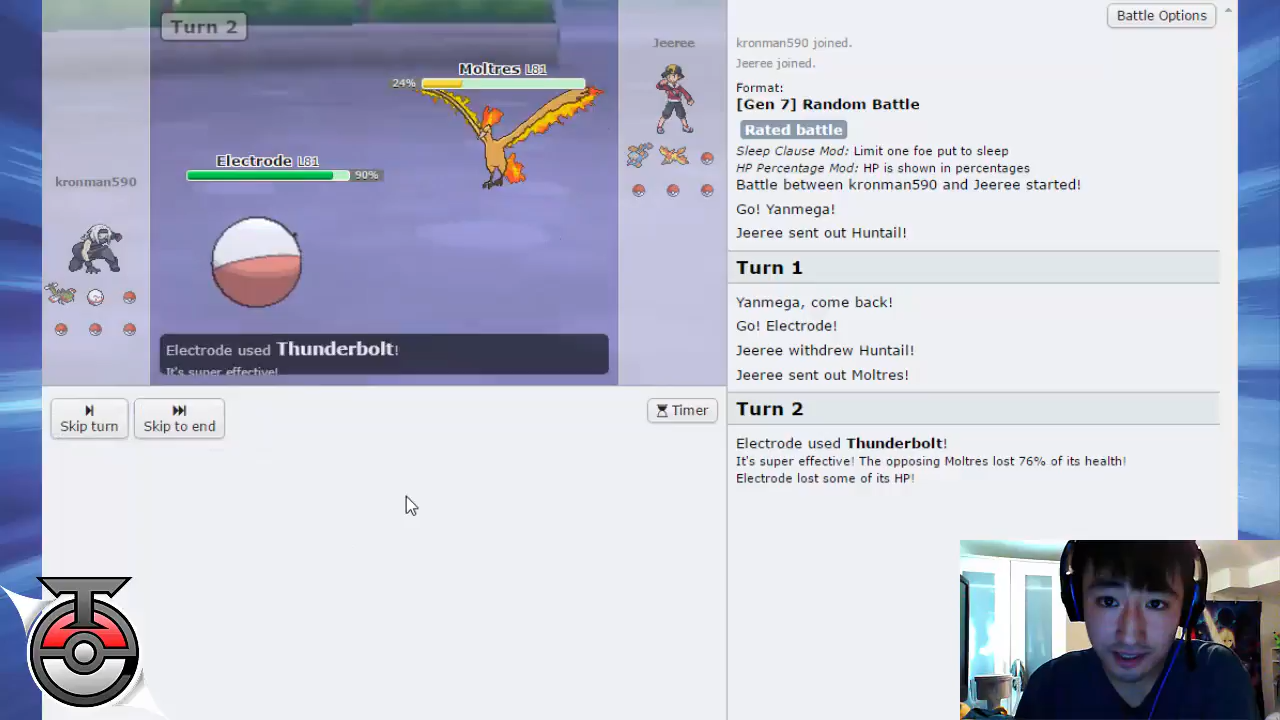 Turn 2
Moltres L81
24%
Electrode L81
90%
kronman590
Jeeree
Electrode used Thunderbolt!
It's super effective!
Skip turn
Skip to end
Timer
Battle Options
kronman590 joined.
Jeeree joined.
Format:
[Gen 7] Random Battle
Rated battle
Sleep Clause Mod: Limit one foe put to sleep
HP Percentage Mod: HP is shown in percentages
Battle between kronman590 and Jeeree started!
Go! Yanmega!
Jeeree sent out Huntail!
Turn 1
Yanmega, come back!
Go! Electrode!
Jeeree withdrew Huntail!
Jeeree sent out Moltres!
Turn 2
Electrode used Thunderbolt!
It's super effective! The opposing Moltres lost 76% of its health!
Electrode lost some of its HP!